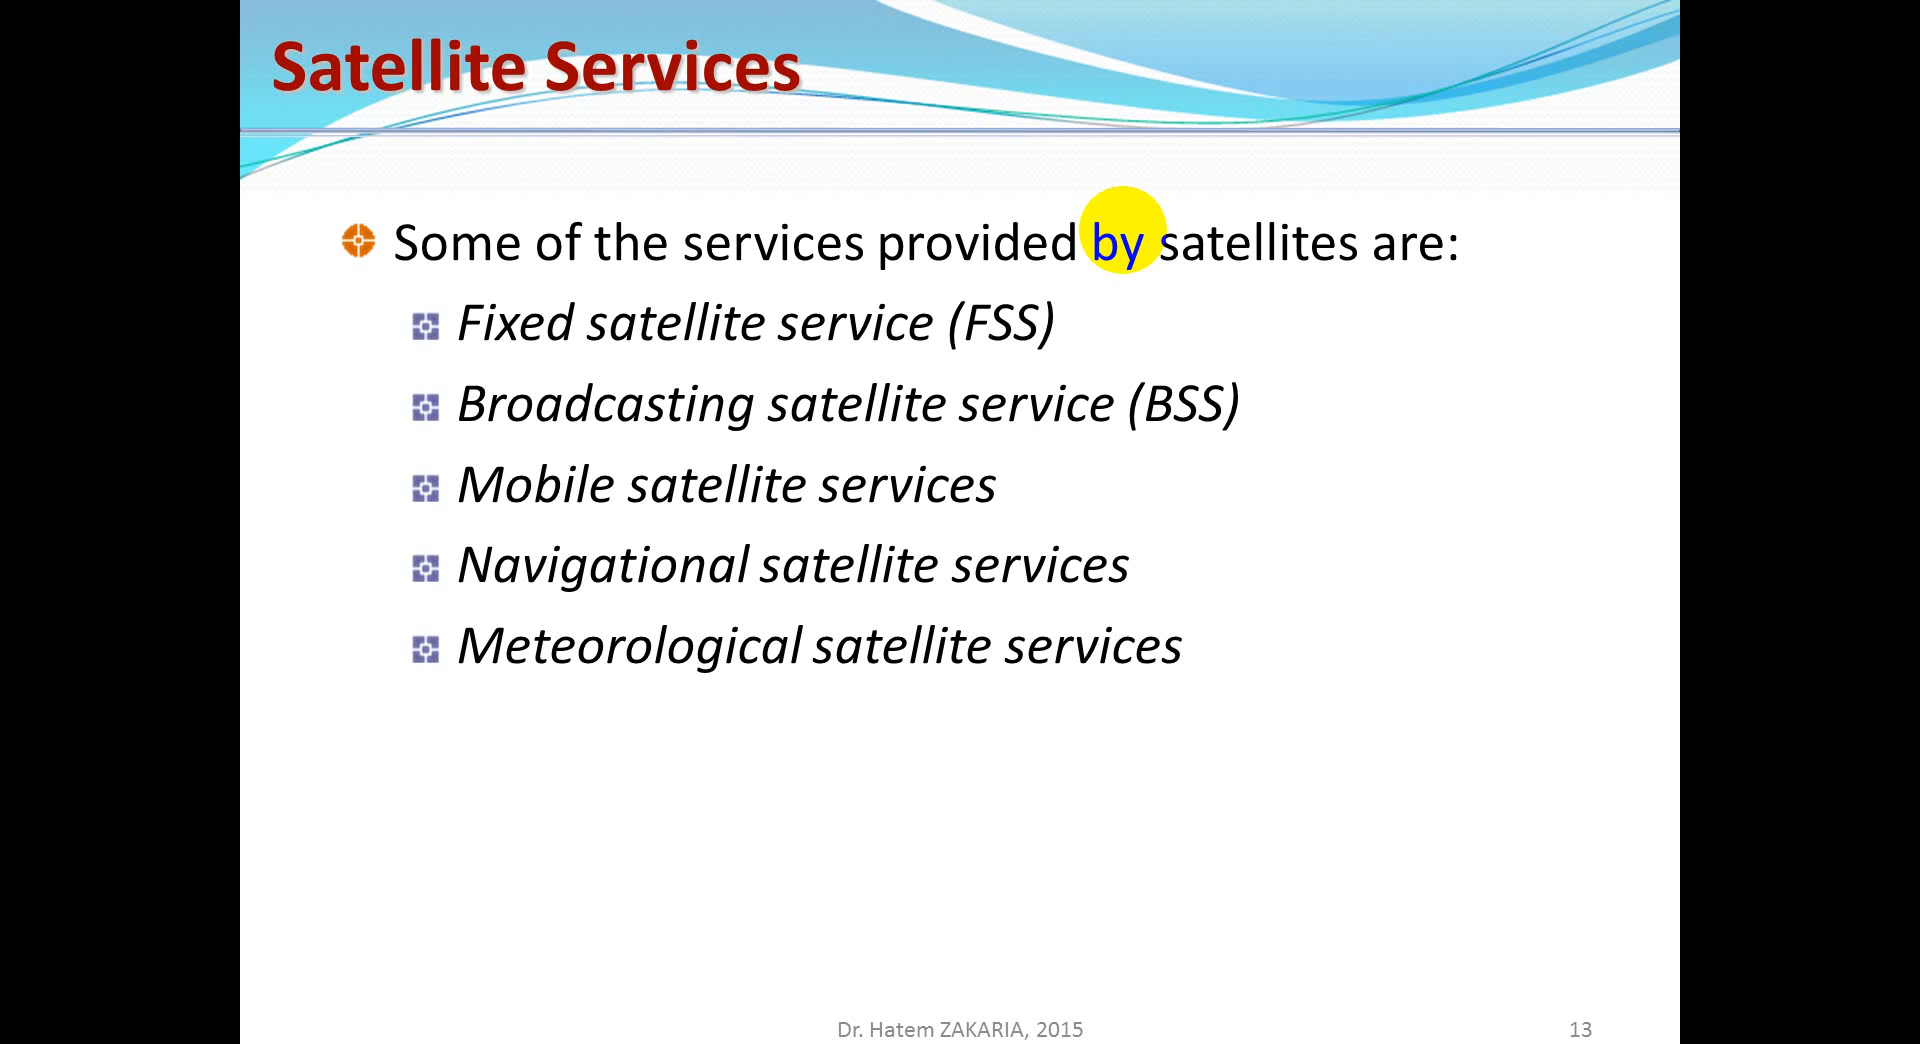 Satellite Services
Some of the services provided by satellites are:
Fixed satellite service (FSS)
Broadcasting satellite service (BSS)
Mobile satellite services
Navigational satellite services
Meteorological satellite services
Dr. Hatem ZAKARIA, 2015
13